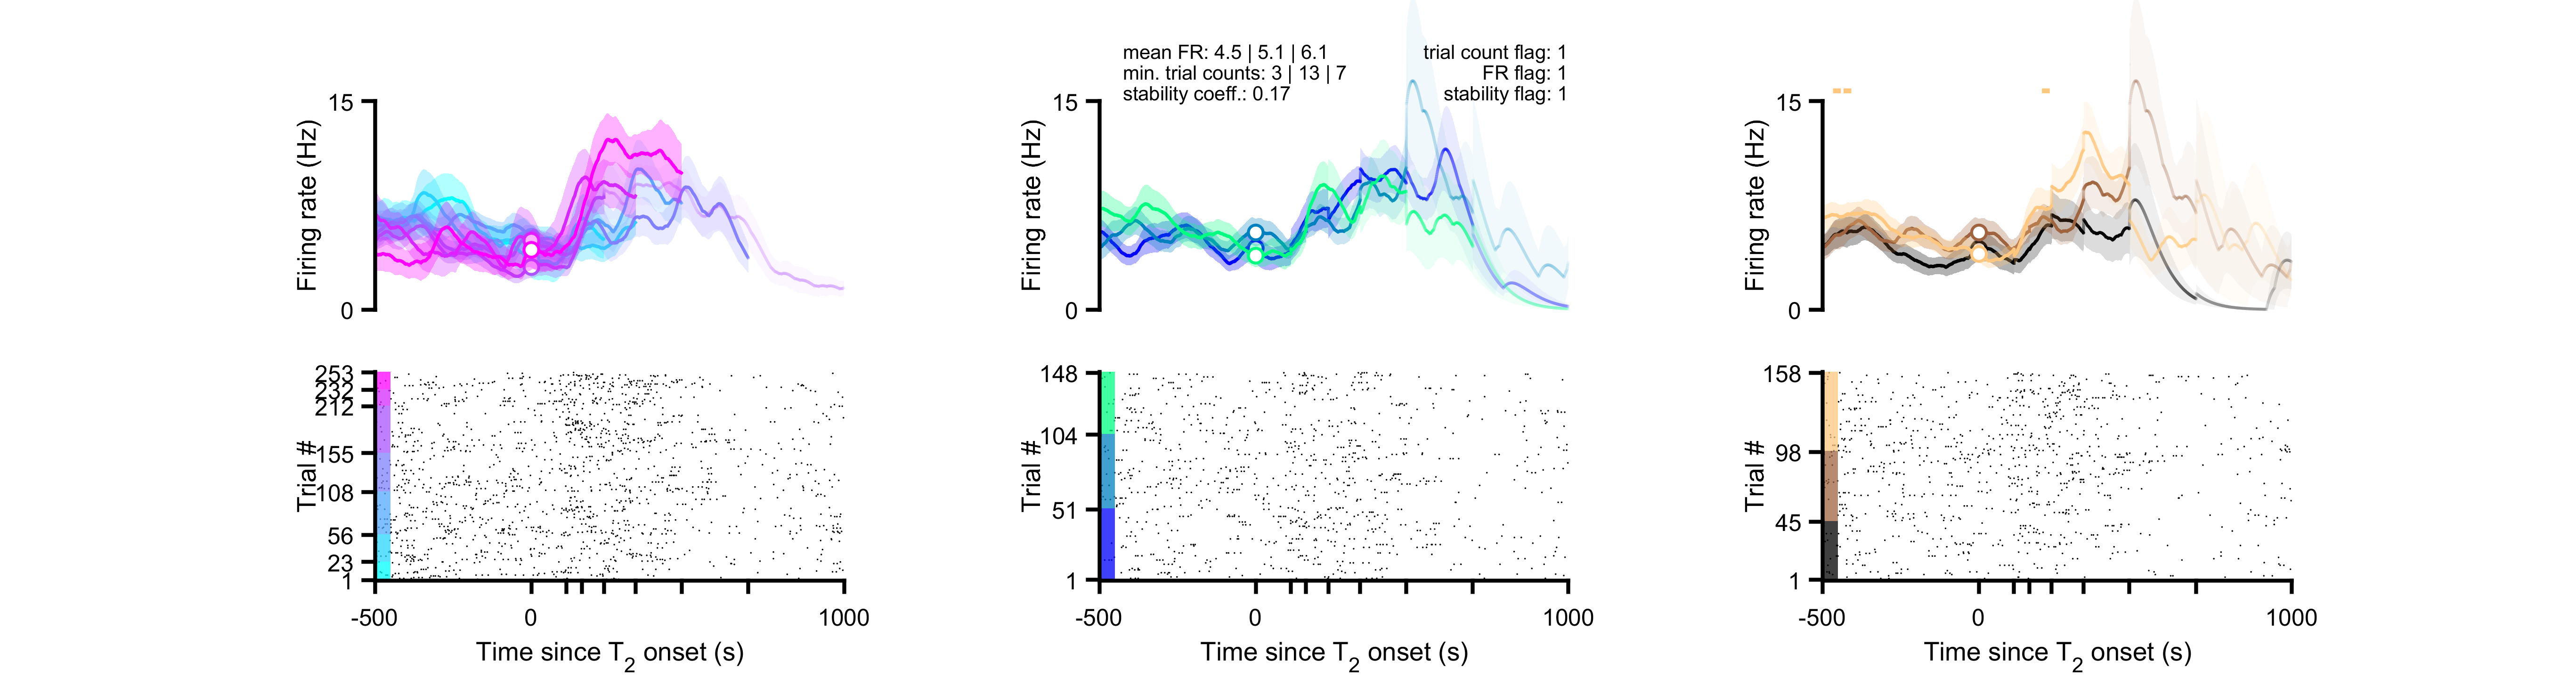 mean FR: 4.5 | 5.1 | 6.1
min. trial counts: 3 | 13 | 7
stability coeff.: 0.17
trial count flag: 1
FR flag: 1
stability flag: 1
15
Firing rate (Hz)
0
15
Firing rate (Hz)
0
15
Firing rate (Hz)
0
253
232
212
155
108
56
23
1
Trial #
-500
0
1000
Time since T2 onset (s)
148
104
51
1
Trial #
-500
0
1000
Time since T2 onset (s)
158
98
45
1
Trial #
-500
0
1000
Time since T2 onset (s)